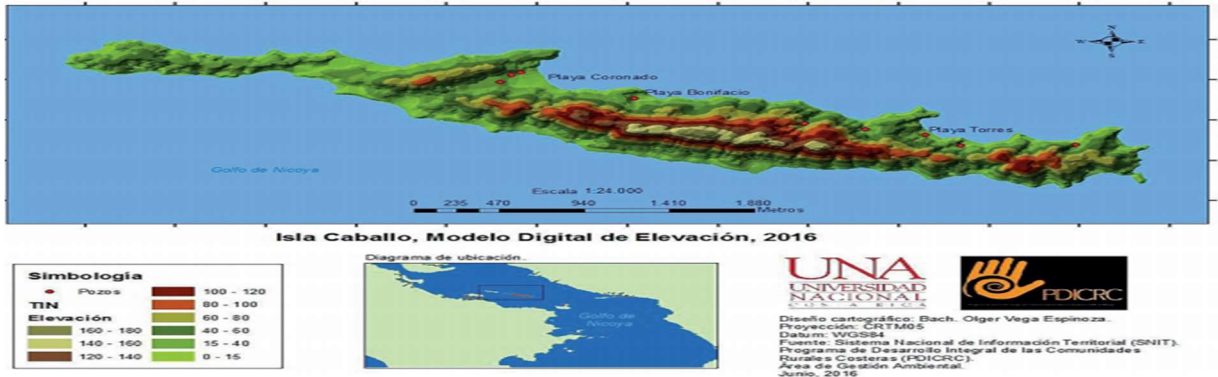 N
W E
S
Playa Coronado
Playa Bonifacio
Playa Torres
Golfo de Nicoya
Escala 1:24.000
0 235 470 940 1.410 1.880
Metros
Isla Caballo, Modelo Digital de Elevación, 2016
Simbología
Pozos
TIN
Elevación
160 - 180
140 - 160
120 - 140
100 - 120
80 - 100
60 - 80
40 - 60
15 - 40
0 - 15
Diagrama de ubicación.
Golfo de
Nicoya
UNA
UNIVERSIDAD
NACIONAL
COSTA RICA
PDICRC
Diseño cartográfico: Bach. Olger Vega Espinoza.
Proyección: CRTM05
Datum: WGS84
Fuente: Sistema Nacional de Información Territorial (SNIT).
Programa de Desarrollo Integral de las Comunidades
Rurales Costeras (PDICRC).
Área de Gestión Ambiental.
Junio, 2016